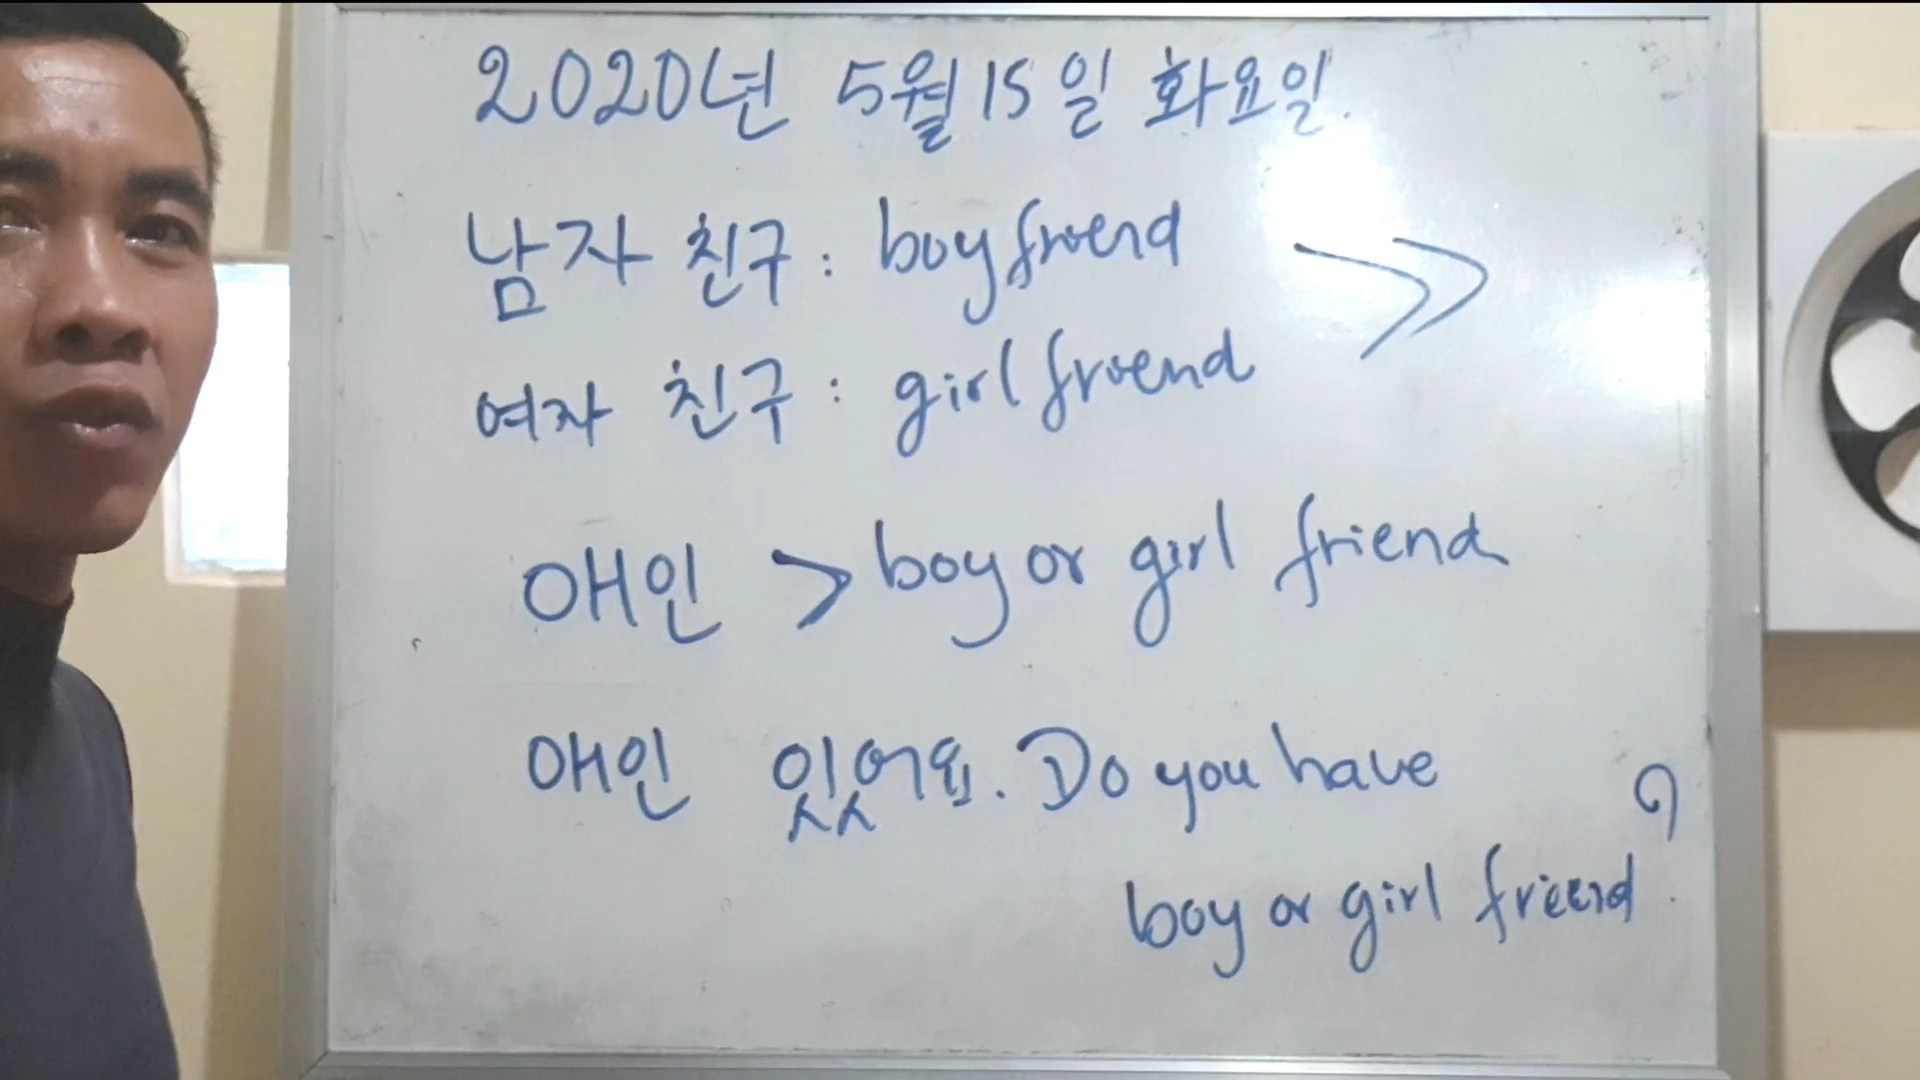 2020년 5월 15일 화요일.
남자 친구 : boyfriend
여자 친구 : girlfriend
애인 > boy or girl friend
애인 있어요. Do you have
boy or girl friend?